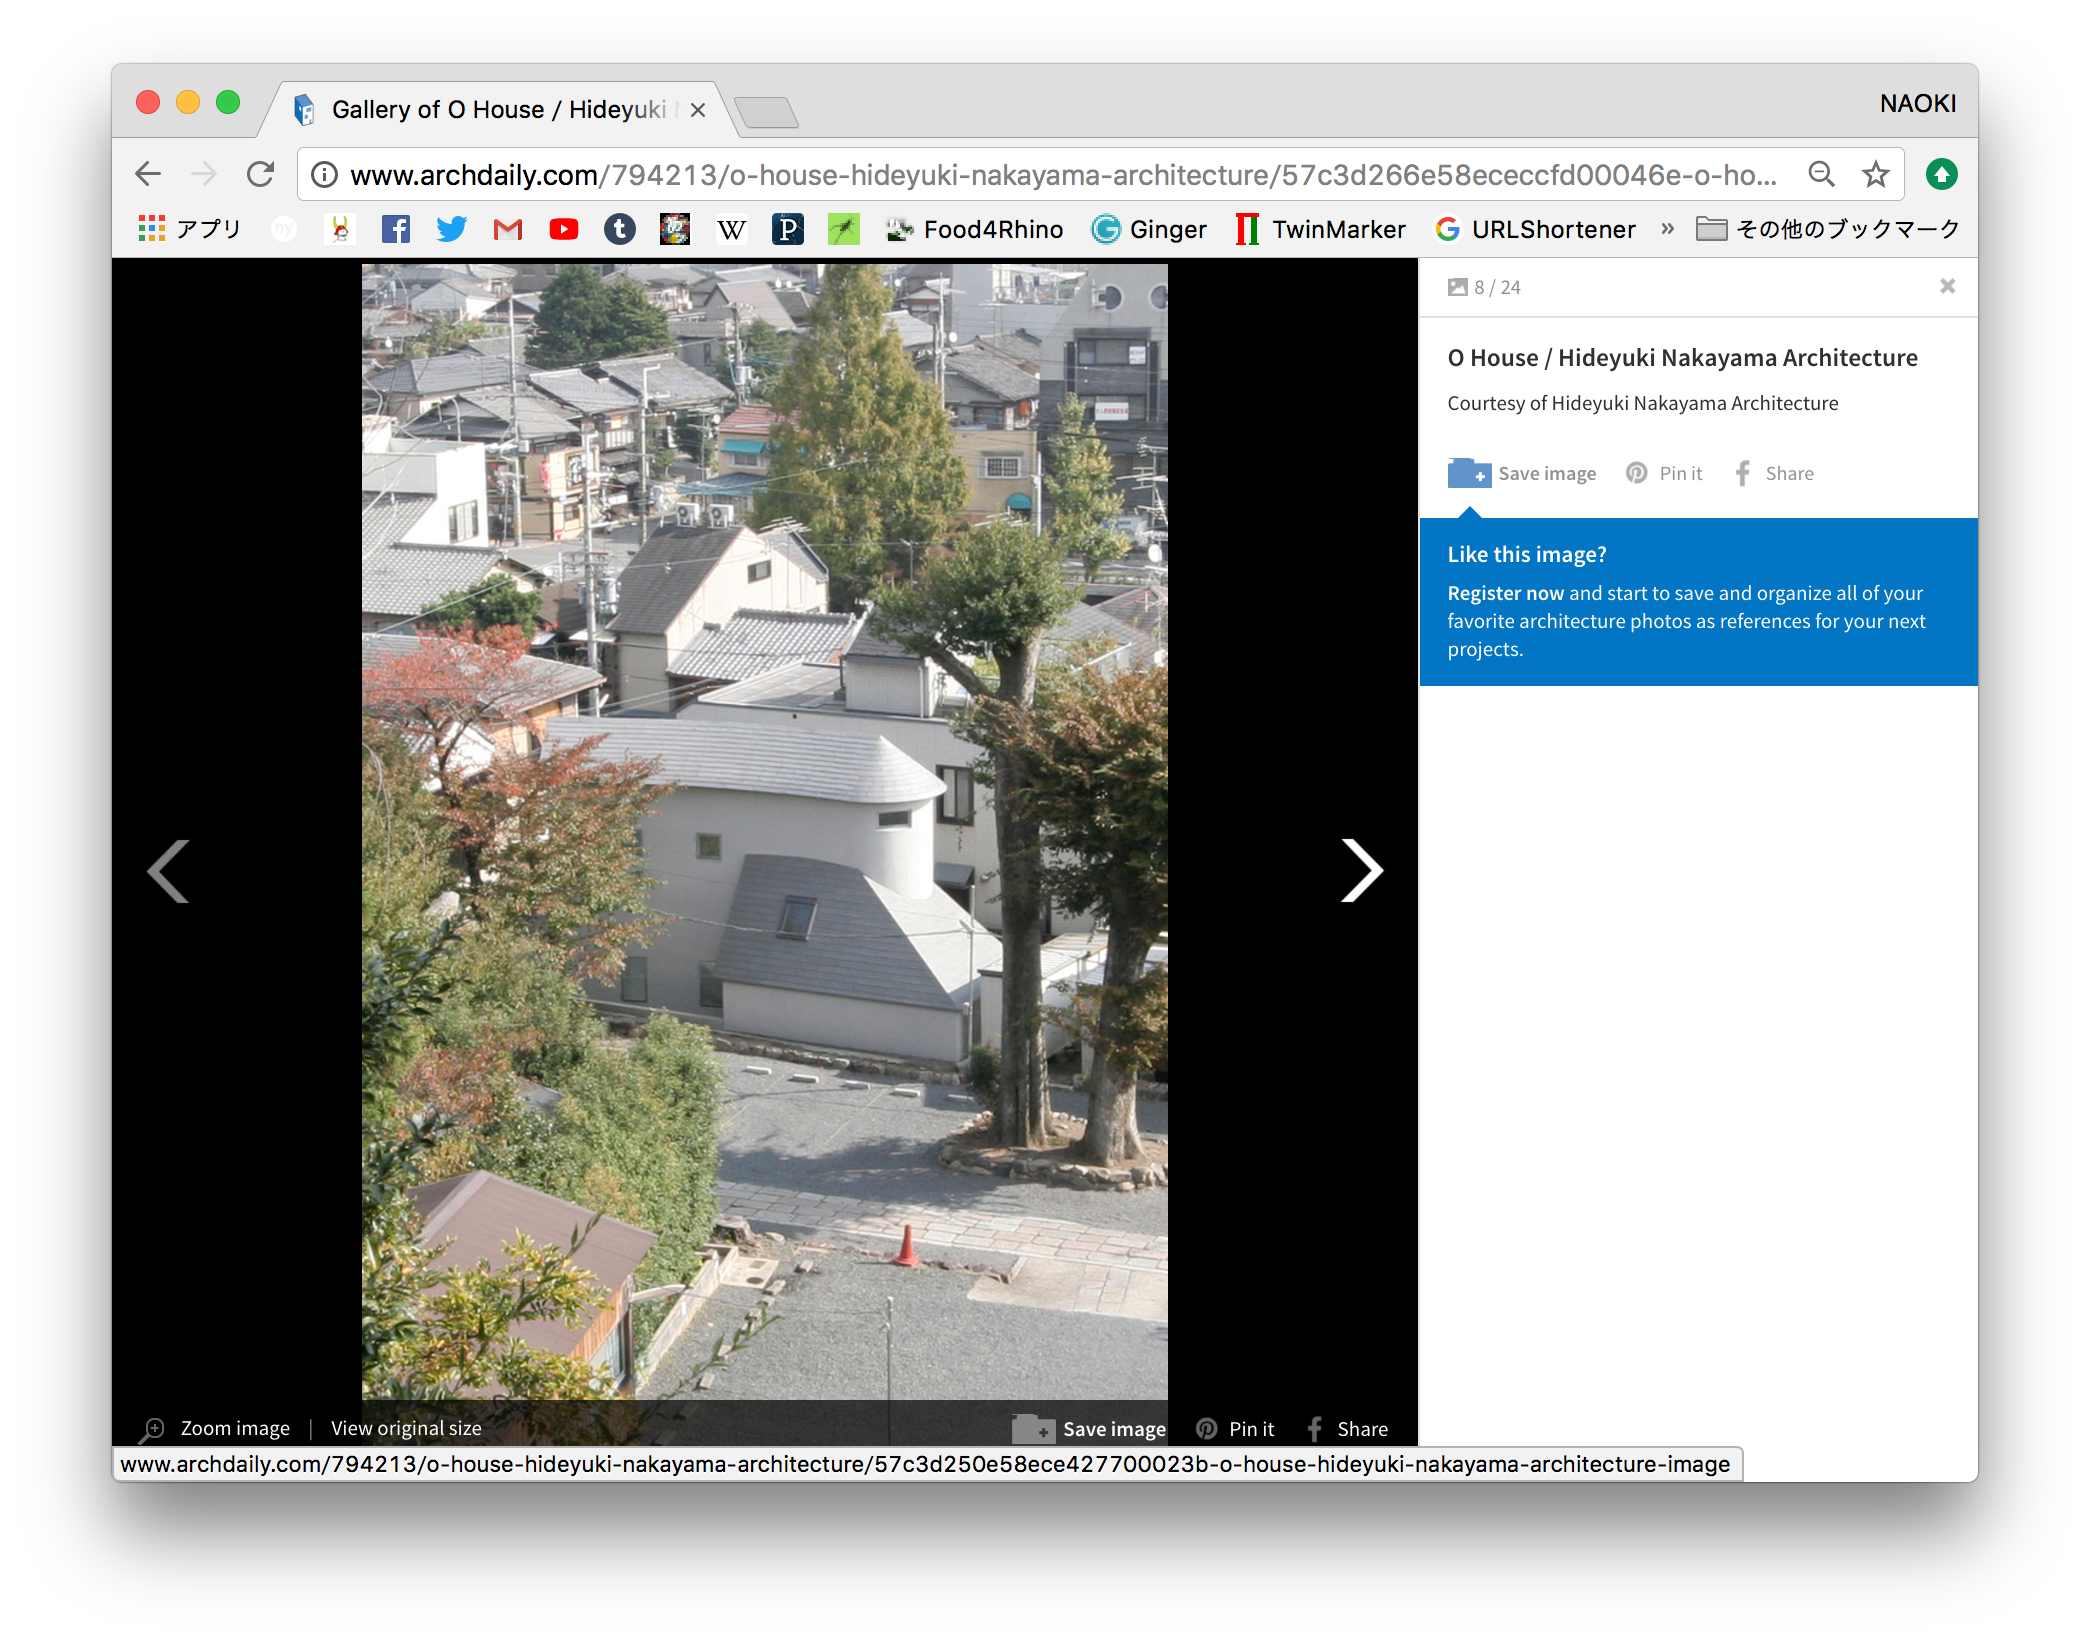 Gallery of O House / Hideyuki
NAOKI
www.archdaily.com/794213/o-house-hideyuki-nakayama-architecture/57c3d266e58ececcfd00046e-o-ho...
アプリ
ny
W
P
Food4Rhino
Ginger
TwinMarker
URLShortener
»
その他のブックマーク
8 / 24
O House / Hideyuki Nakayama Architecture
Courtesy of Hideyuki Nakayama Architecture
Save image
Pin it
Share
Like this image?
Register now and start to save and organize all of your
favorite architecture photos as references for your next
projects.
Zoom image | View original size
Save image
Pin it
Share
www.archdaily.com/794213/o-house-hideyuki-nakayama-architecture/57c3d250e58ece427700023b-o-house-hideyuki-nakayama-architecture-image